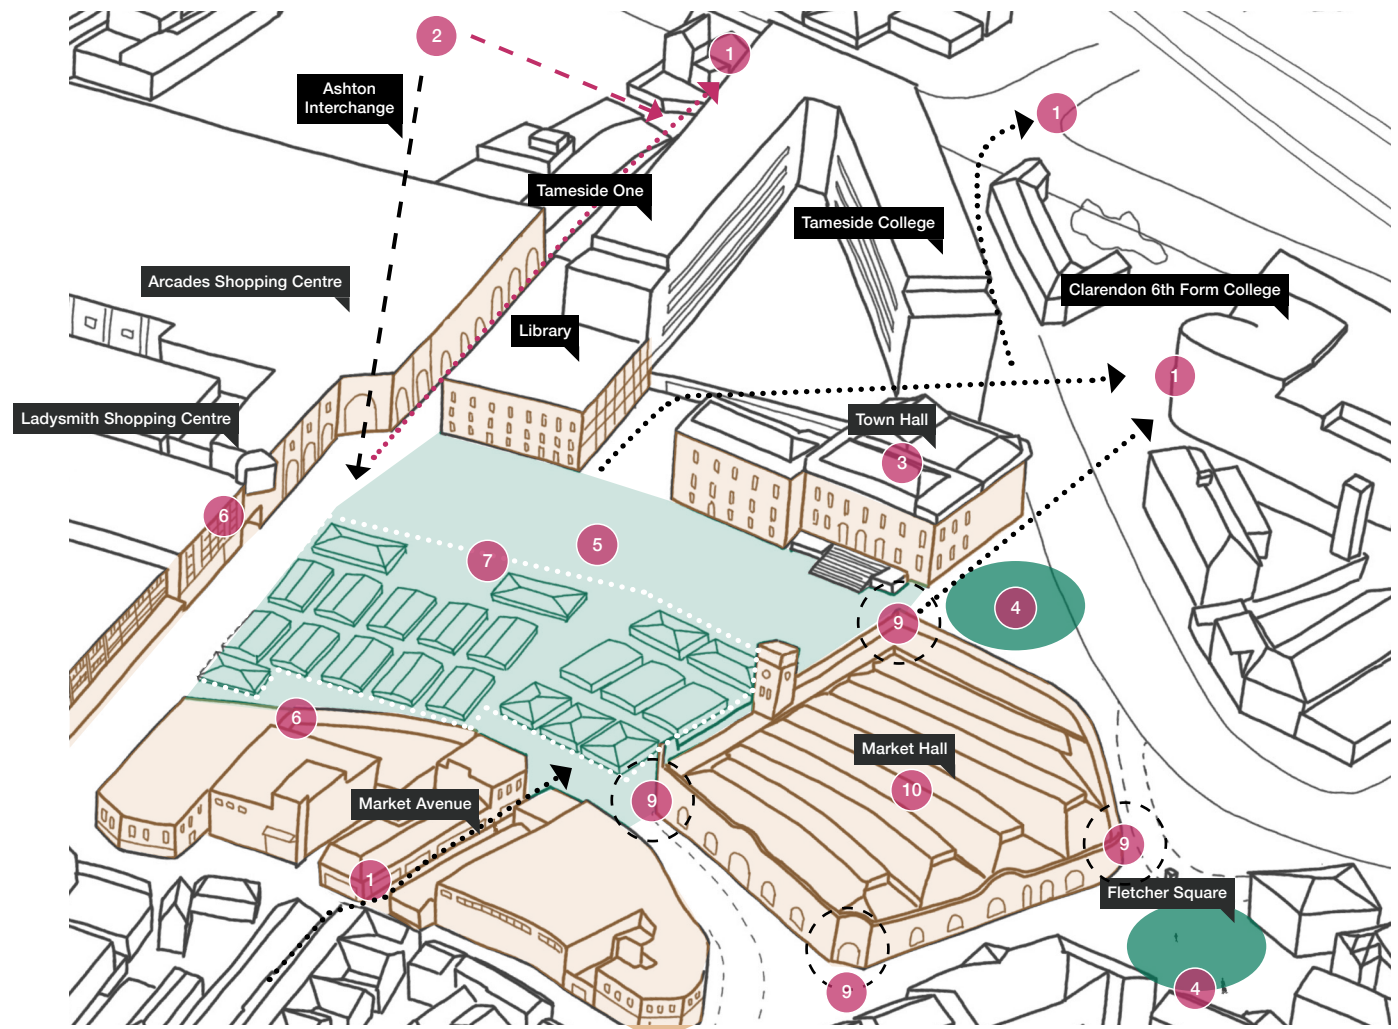 2
1
Ashton
Interchange
1
Tameside One
Tameside College
Arcades Shopping Centre
Clarendon 6th Form College
Library
1
Ladysmith Shopping Centre
Town Hall
3
6
5
7
4
9
6
Market Hall
10
Market Avenue
9
9
1
Fletcher Square
4
9